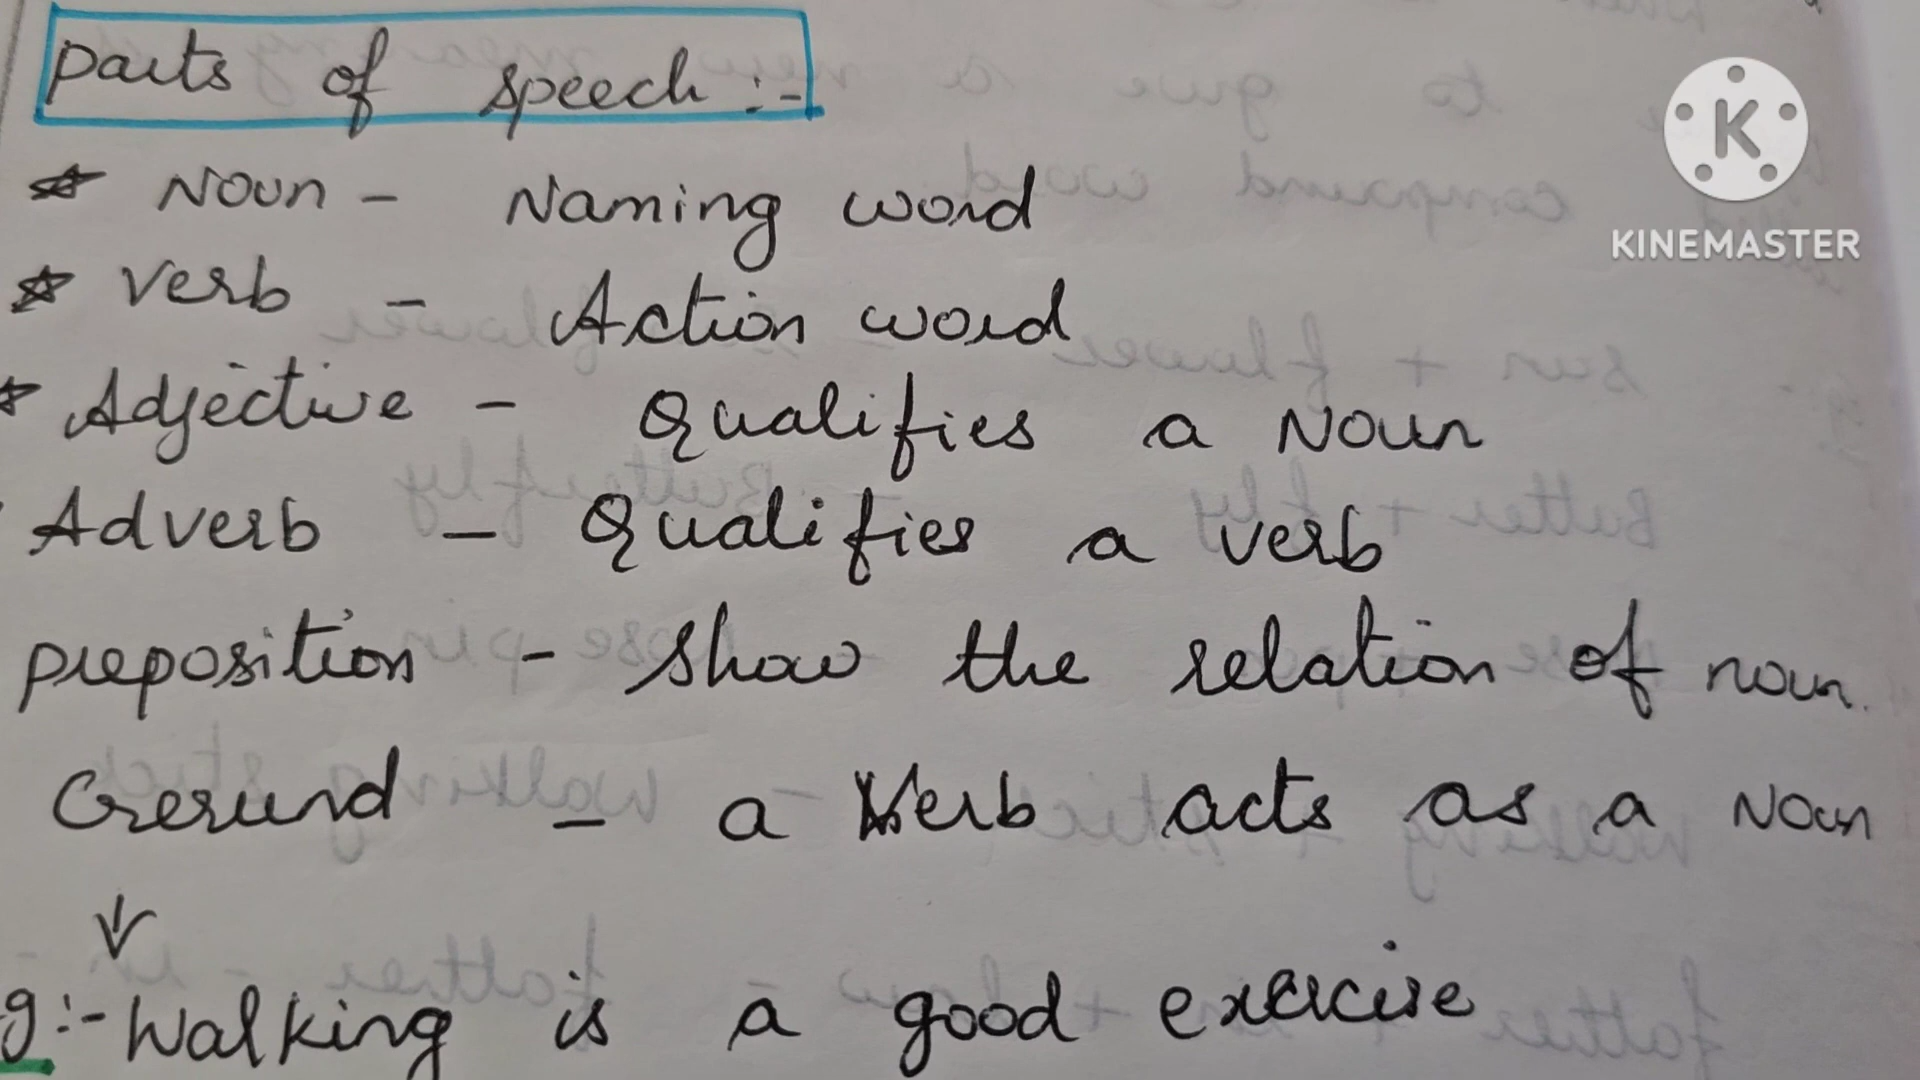 Parts of speech :-
Noun - Naming word
Verb - Action word
Adjective - Qualifies a Noun
Adverb - Qualifies a verb
preposition - show the relation of noun.
Gerund - a Verb acts as a Noun
g:- Walking is a good exercise
K
KINEMASTER